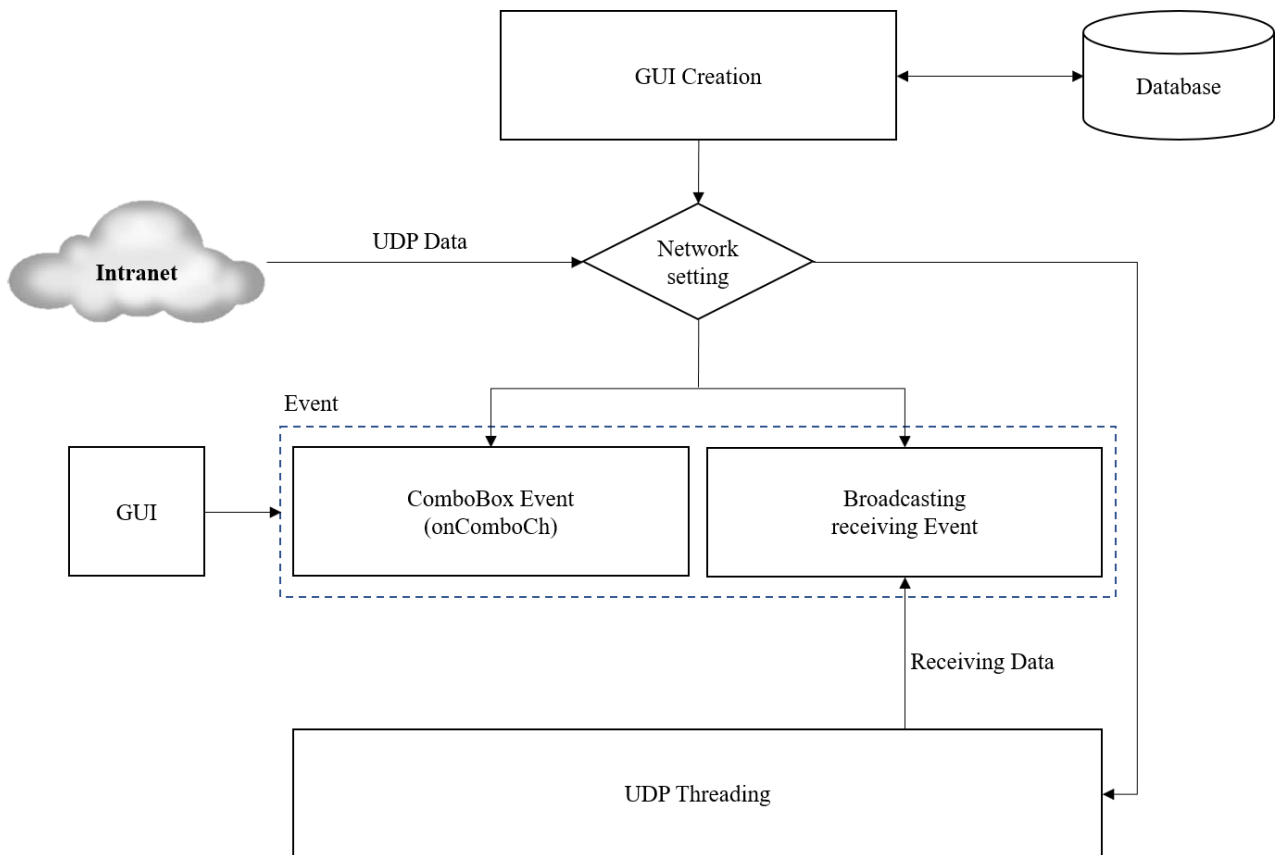 GUI Creation
Database
UDP Data
Network
setting
Intranet
Event
GUI
ComboBox Event
(onComboCh)
Broadcasting
receiving Event
Receiving Data
UDP Threading